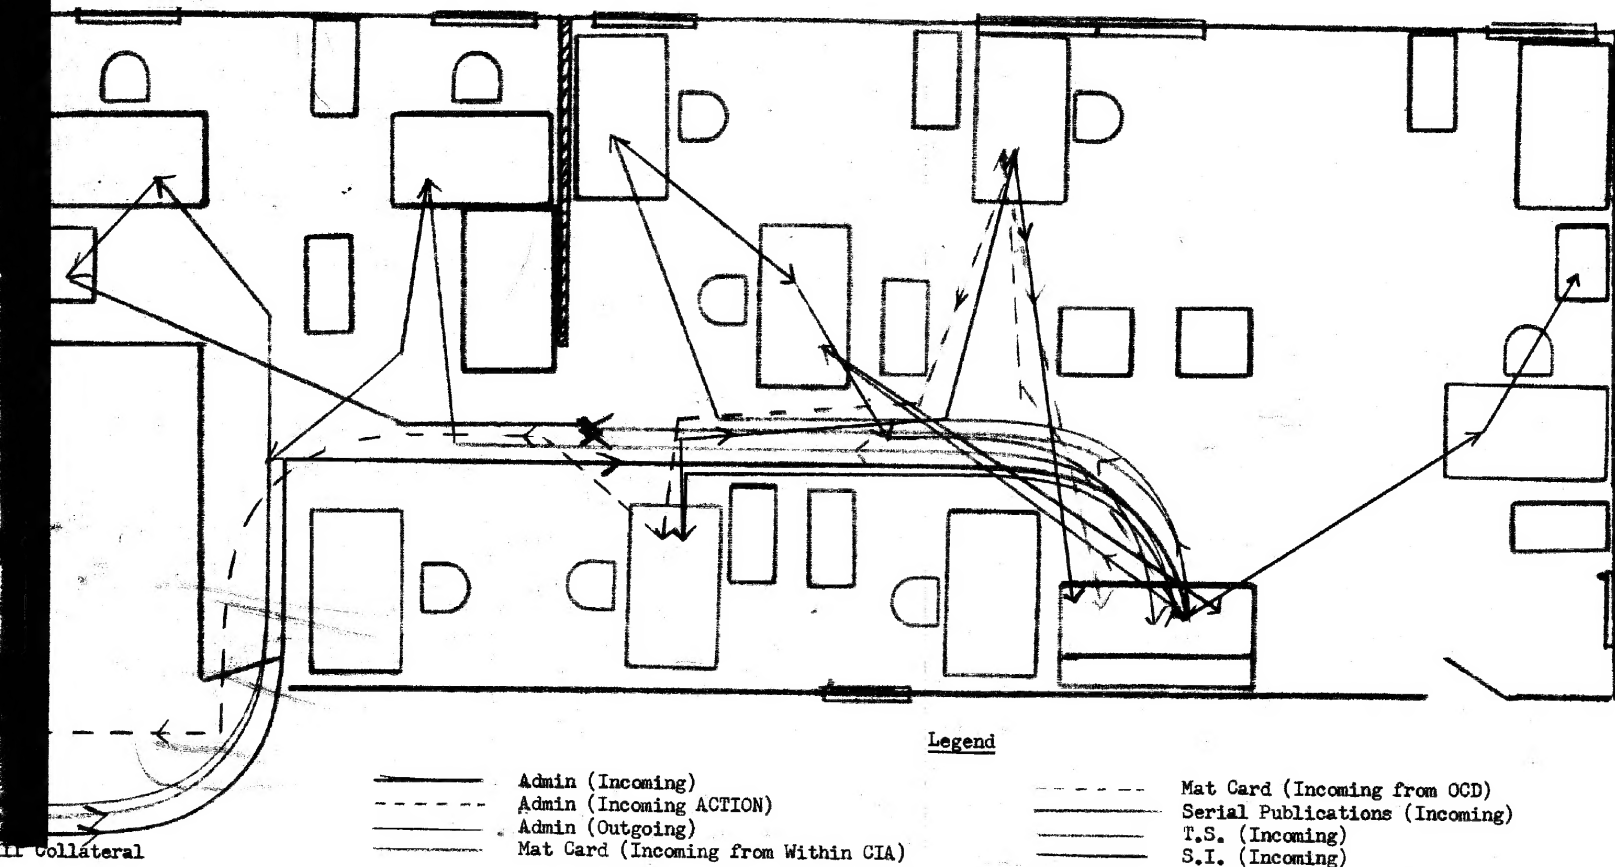 Legend
Admin (Incoming)
Admin (Incoming ACTION)
Admin (Outgoing)
Mat Card (Incoming from Within CIA)
Collateral
Mat Card (Incoming from OCD)
Serial Publications (Incoming)
T.S. (Incoming)
S.I. (Incoming)